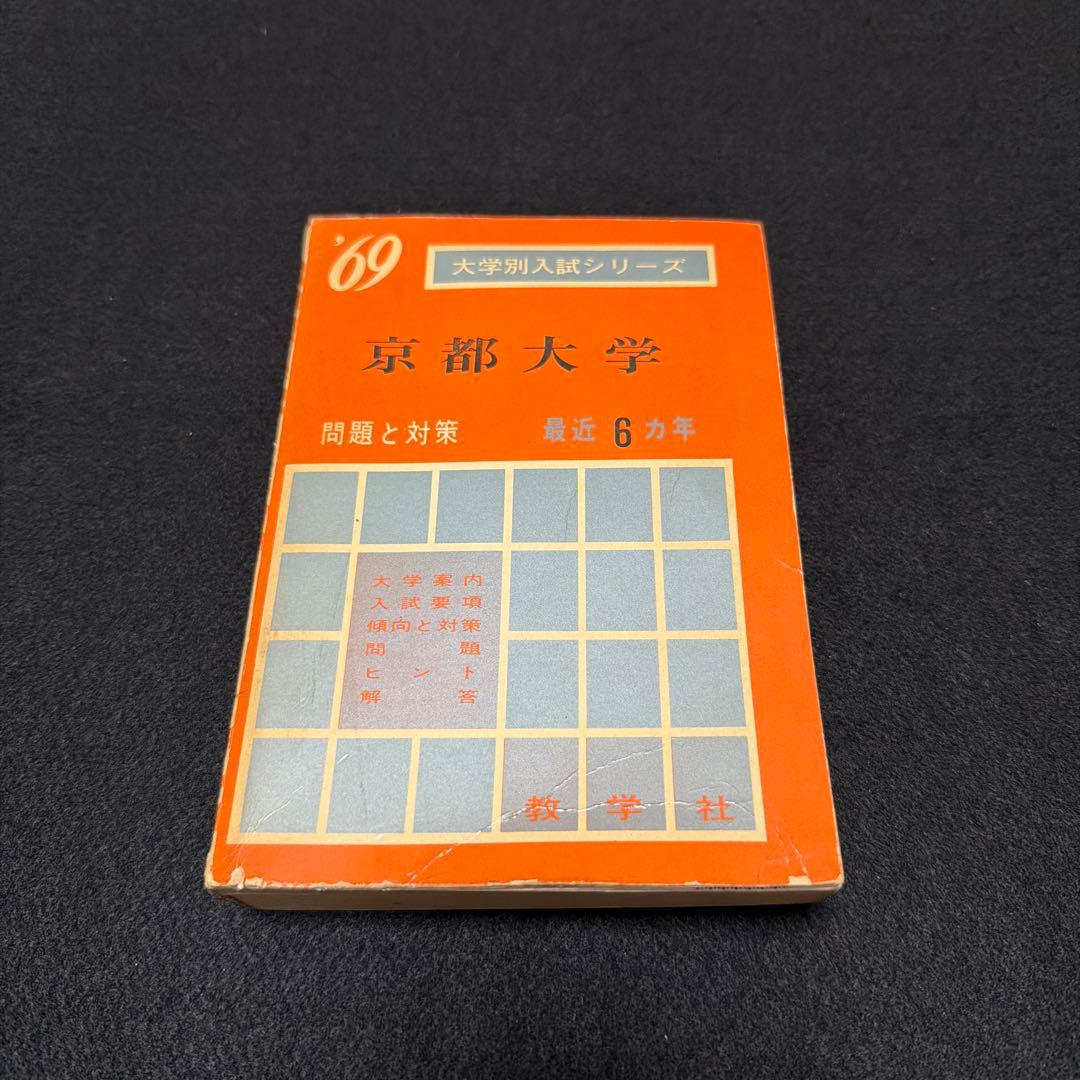 '69
大学別入試シリーズ
京都大学
問題と対策 最近6カ年
大学案内
入試要項
傾向と対策
問題
ヒント
解答
教学社